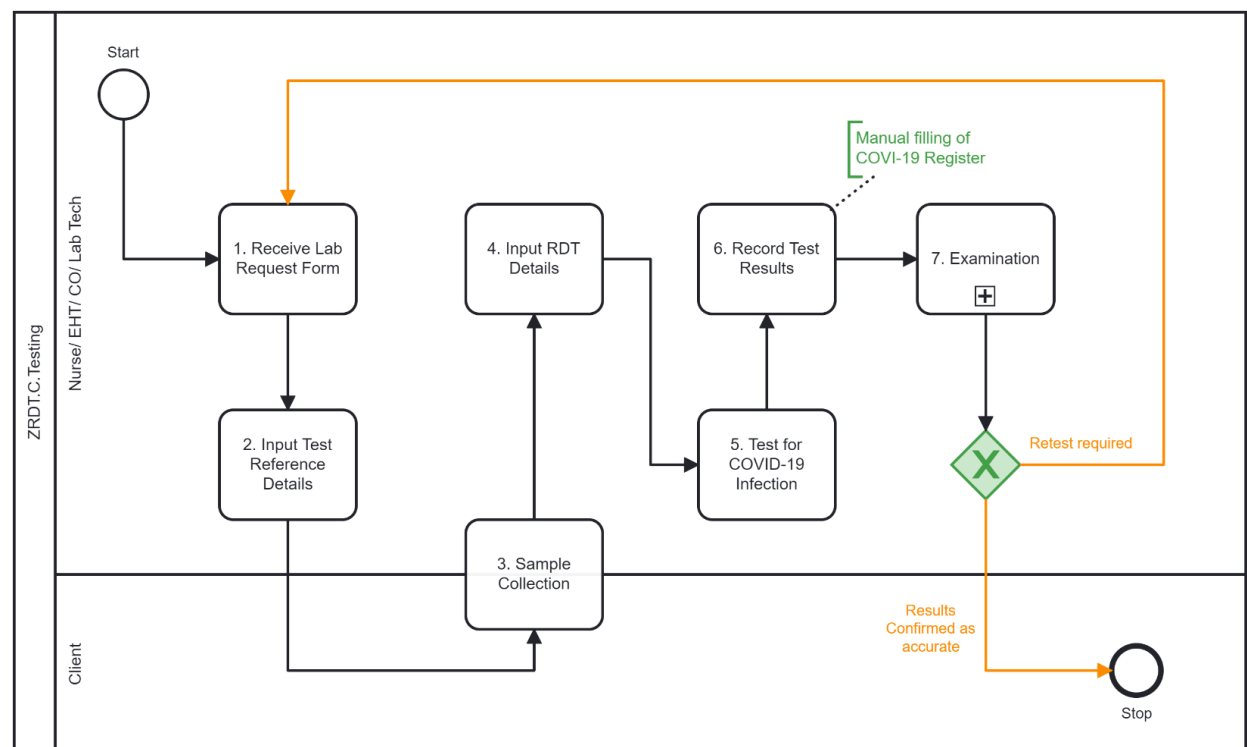 ZRDT.C.Testing
Nurse/ EHT/ CO/ Lab Tech
Start
1. Receive Lab
Request Form
2. Input Test
Reference
Details
3. Sample
Collection
4. Input RDT
Details
5. Test for
COVID-19
Infection
6. Record Test
Results
Manual filling of
COVI-19 Register
7. Examination
Retest required
Results
Confirmed as
accurate
Client
Stop